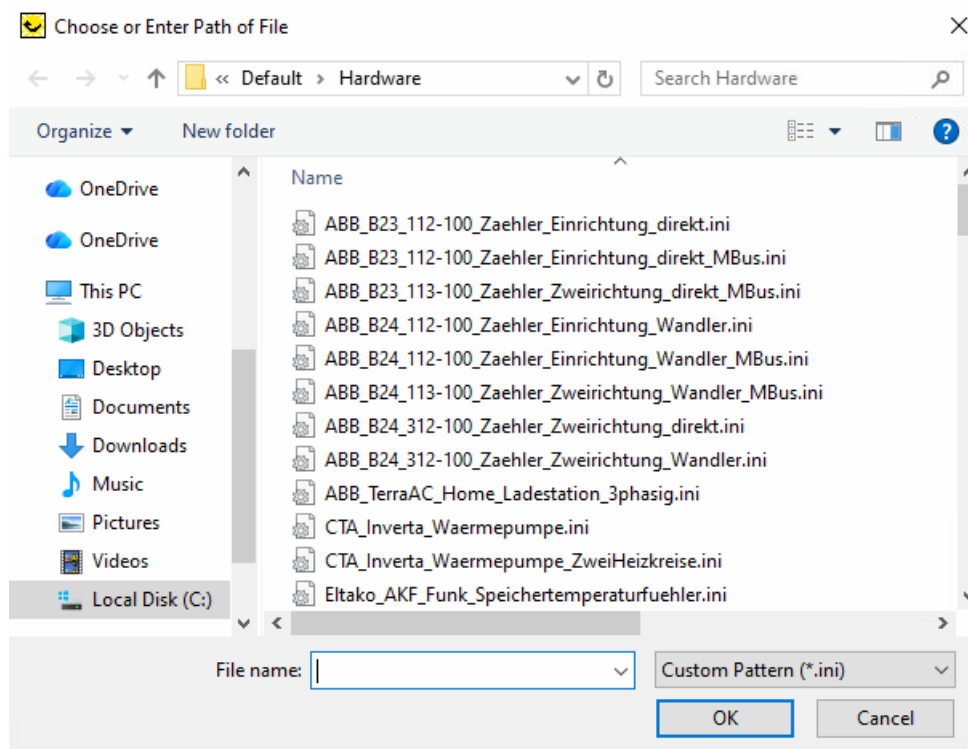 Choose or Enter Path of File
« Default › Hardware
Search Hardware
Organize
New folder
OneDrive
OneDrive
This PC
3D Objects
Desktop
Documents
Downloads
Music
Pictures
Videos
Local Disk (C:)
Name
ABB_B23_112-100_Zaehler_Einrichtung_direkt.ini
ABB_B23_112-100_Zaehler_Einrichtung_direkt_MBus.ini
ABB_B23_113-100_Zaehler_Zweirichtung_direkt_MBus.ini
ABB_B24_112-100_Zaehler_Einrichtung_Wandler.ini
ABB_B24_112-100_Zaehler_Einrichtung_Wandler_MBus.ini
ABB_B24_113-100_Zaehler_Zweirichtung_Wandler_MBus.ini
ABB_B24_312-100_Zaehler_Zweirichtung_direkt.ini
ABB_B24_312-100_Zaehler_Zweirichtung_Wandler.ini
ABB_TerraAC_Home_Ladestation_3phasig.ini
CTA_Inverta_Waermepumpe.ini
CTA_Inverta_Waermepumpe_ZweiHeizkreise.ini
Eltako_AKF_Funk_Speichertemperaturfuehler.ini
File name:
Custom Pattern (*.ini)
OK
Cancel